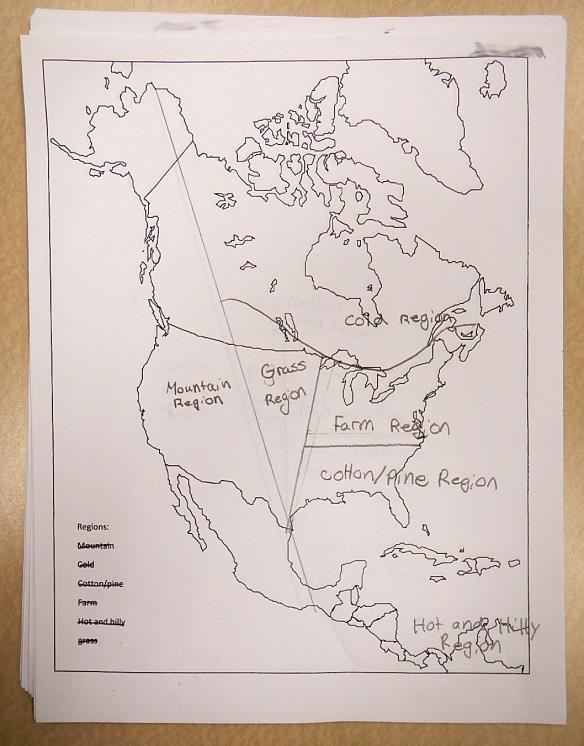 Cold Region
Grass
Region
Mountain
Region
Farm Region
Cotton/Pine Region
Hot and Hilly
Region
Regions:
Mountain
Cold
Cotton/pine
Farm
Hot and hilly
grass